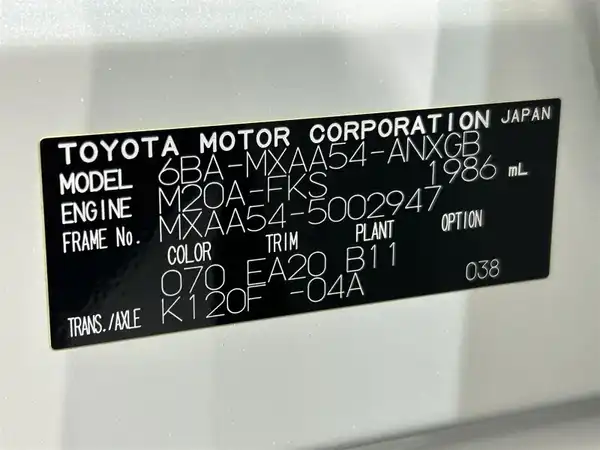 TOYOTA MOTOR CORPORATION JAPAN
MODEL 6BA-MXAA54-ANXGB
ENGINE M20A-FKS 1986 mL
FRAME No. MXAA54-5002947
COLOR TRIM PLANT OPTION
070 EA20 B11
TRANS./AXLE K120F -04A 038